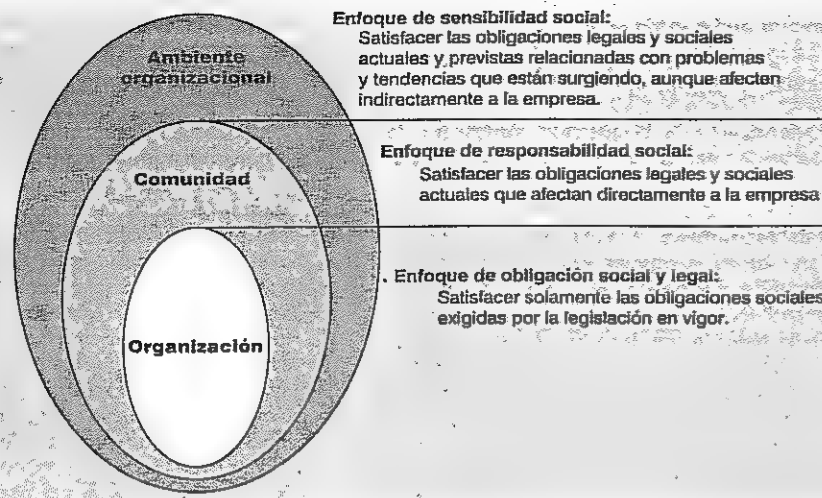 Enfoque de sensibilidad social:
Satisfacer las obligaciones legales y sociales
actuales y previstas relacionadas con problemas
y tendencias que están surgiendo, aunque afecten
indirectamente a la empresa.
Ambiente
organizacional
Enfoque de responsabilidad social:
Satisfacer las obligaciones legales y sociales
actuales que afectan directamente a la empresa
Comunidad
. Enfoque de obligación social y legal:
Satisfacer solamente las obligaciones sociales
exigidas por la legislación en vigor.
Organización